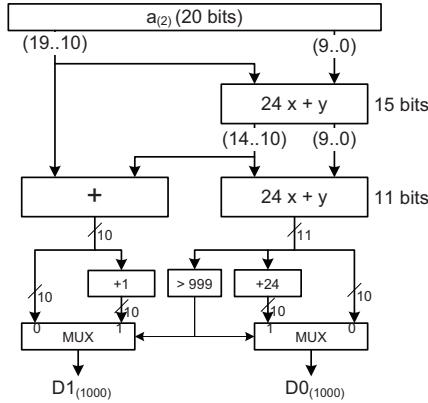 a(2) (20 bits)
(19..10) (9..0)
24 x + y 15 bits
(14..10) (9..0)
+ 24 x + y 11 bits
10 11
+1 > 999 +24
10 10 10 10
0 MUX 1 1 MUX 0
D1(1000) D0(1000)